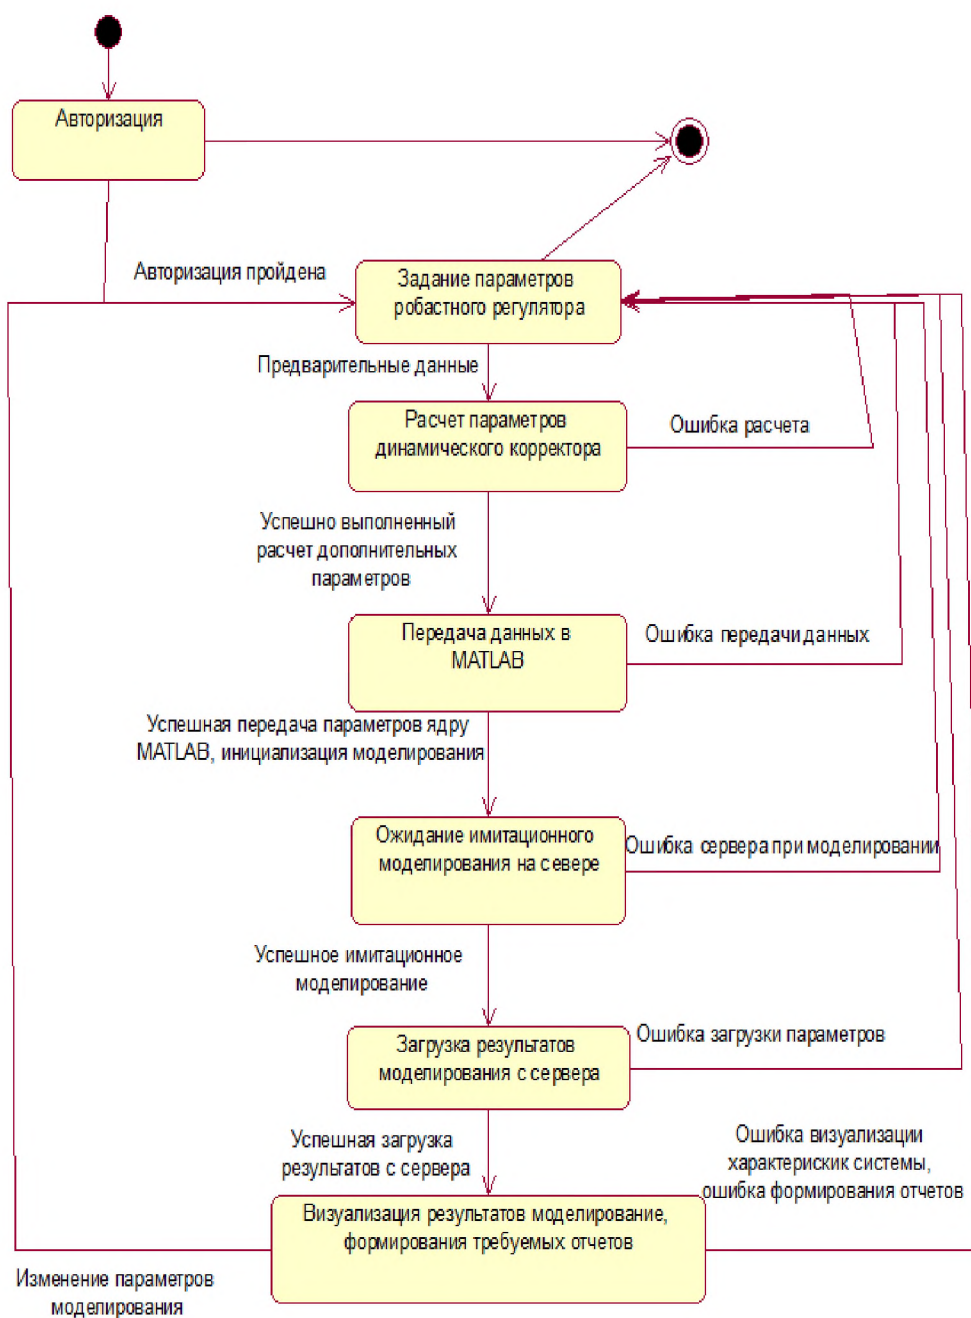 Авторизация
Авторизация пройдена
Задание параметров
робастного регулятора
Предварительные данные
Расчет параметров
динамического корректора
Ошибка расчета
Успешно выполненный
расчет дополнительных
параметров
Передача данных в
MATLAB
Ошибка передачи данных
Успешная передача параметров ядру
MATLAB, инициализация моделирования
Ожидание имитационного
моделирования на севере
Ошибка сервера при моделировании
Успешное имитационное
моделирование
Загрузка результатов
моделирования с сервера
Ошибка загрузки параметров
Успешная загрузка
результатов с сервера
Ошибка визуализации
характерискик системы,
ошибка формирования отчетов
Визуализация результатов моделирование,
формирования требуемых отчетов
Изменение параметров
моделирования